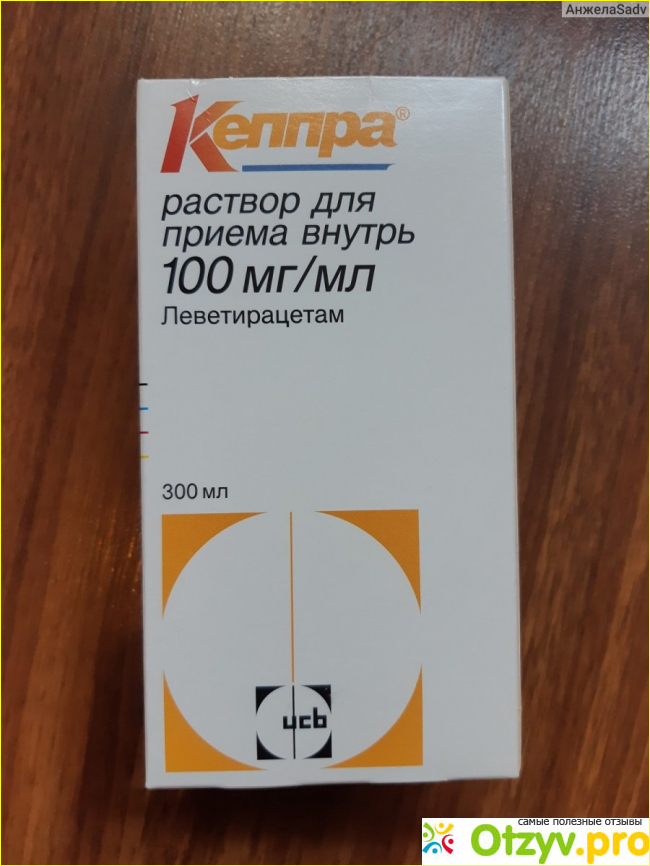 АнжелаSadv
Кеппра®
раствор для
приема внутрь
100 мг/мл
Леветирацетам
300 мл
ucb
самые полезные отзывы
Otzyv.pro